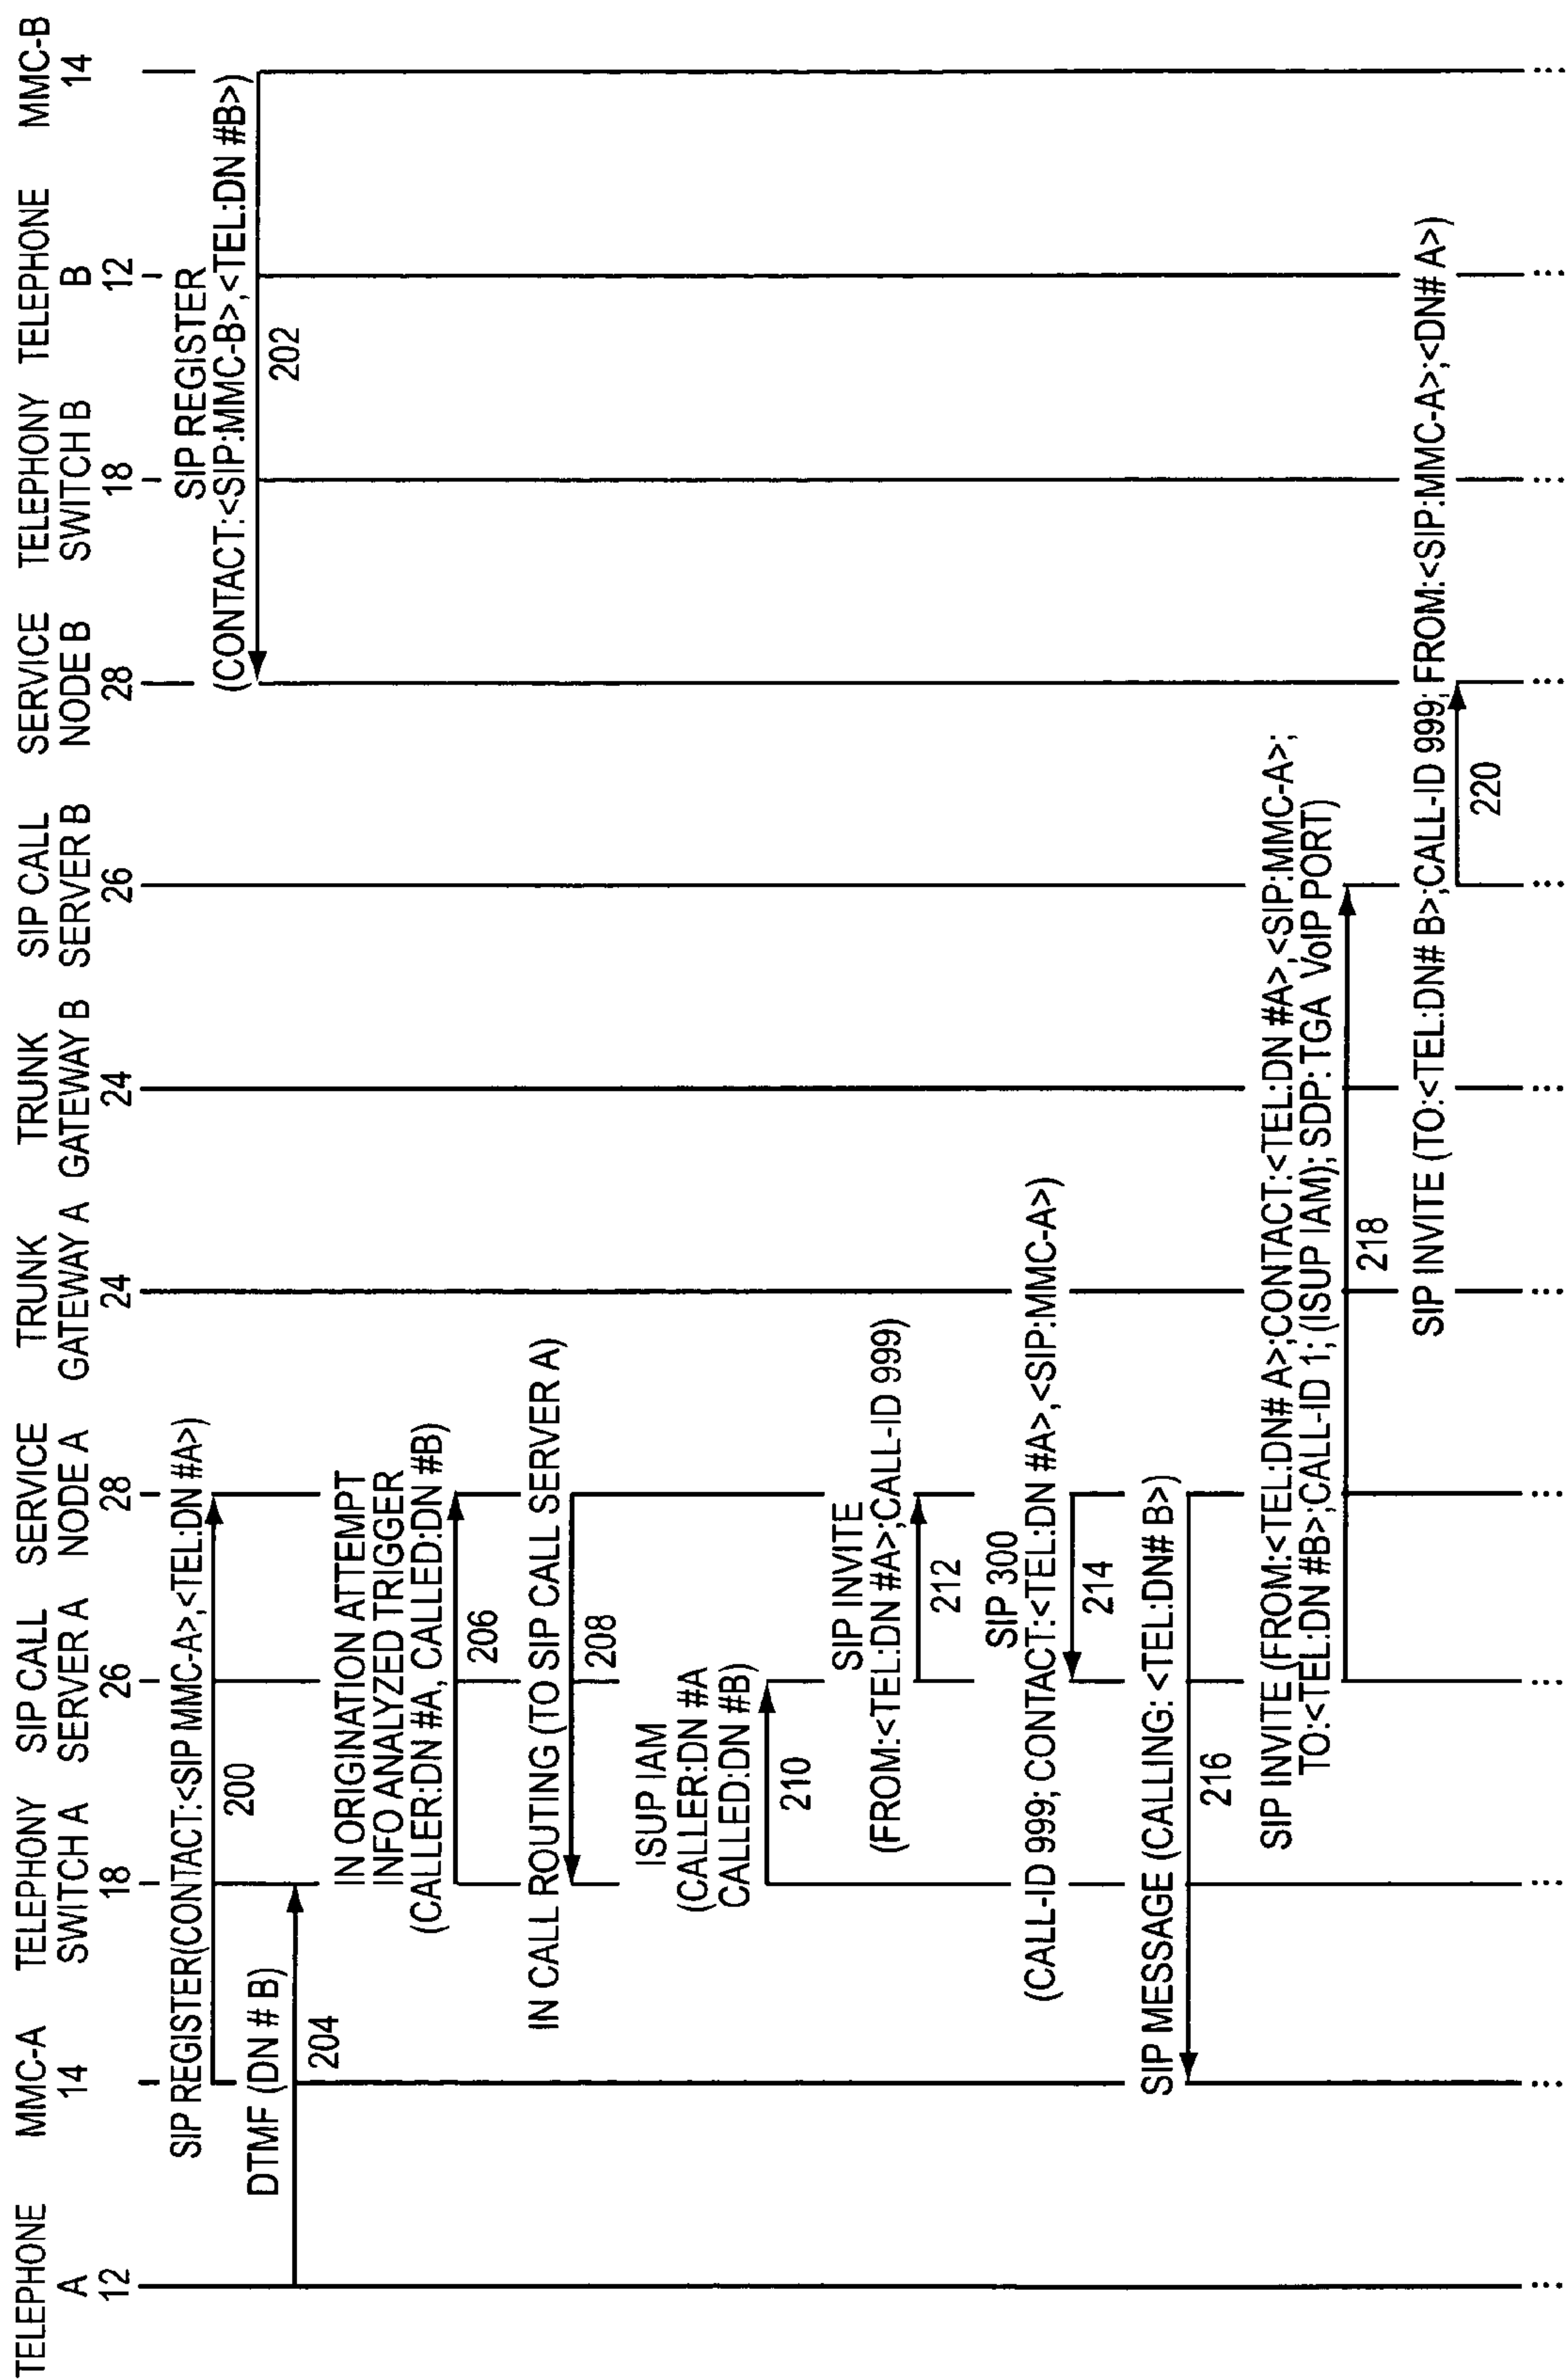 TELEPHONE
A
12
MMC-A
14
TELEPHONY
SWITCH A
18
SIP CALL
SERVER A
26
SERVICE
NODE A
28
TRUNK
GATEWAY A
24
TRUNK
GATEWAY B
24
SIP CALL
SERVER B
26
SERVICE
NODE B
28
TELEPHONY
SWITCH B
18
TELEPHONE
B
12
MMC-B
14
SIP REGISTER(CONTACT:<SIP MMC-A>,<TEL:DN #A>)
200
SIP REGISTER
(CONTACT:<SIP:MMC-B>,<TEL:DN #B>)
202
DTMF (DN # B)
204
IN ORIGINATION ATTEMPT
INFO ANALYZED TRIGGER
(CALLER:DN #A, CALLED:DN #B)
206
IN CALL ROUTING (TO SIP CALL SERVER A)
208
ISUP IAM
(CALLER:DN #A
CALLED:DN #B)
210
SIP INVITE
(FROM:<TEL:DN #A>;CALL-ID 999)
212
SIP 300
(CALL-ID 999; CONTACT:<TEL:DN #A>,<SIP:MMC-A>)
214
SIP MESSAGE (CALLING: <TEL:DN# B>)
216
SIP INVITE (FROM:<TEL:DN# A>;CONTACT:<TEL:DN #A>,<SIP:MMC-A>;
TO:<TEL:DN #B>;CALL-ID 1; (ISUP IAM); SDP: TGA VoIP PORT)
218
SIP INVITE (TO:<TEL:DN# B>;CALL-ID 999; FROM:<SIP:MMC-A>;<DN# A>)
220